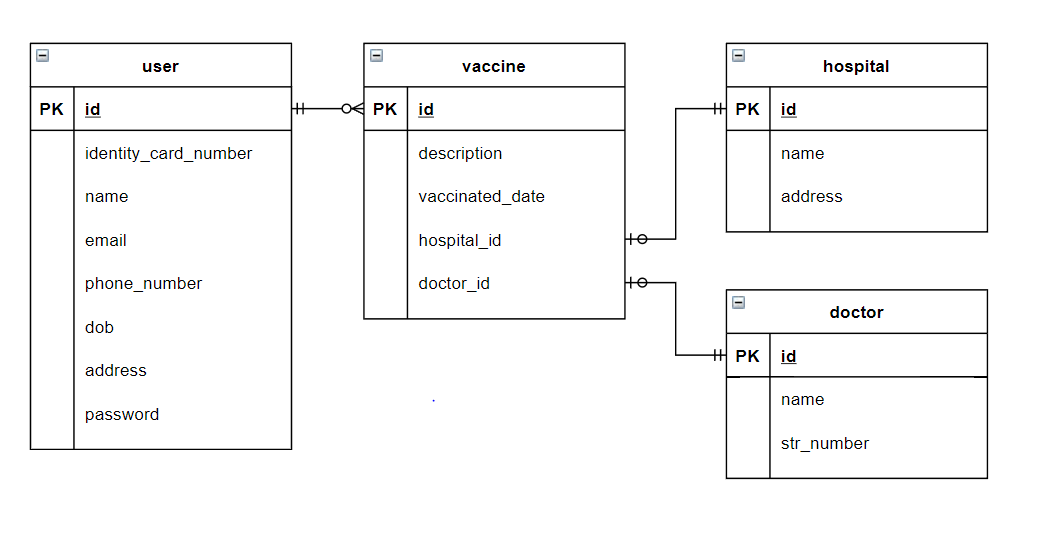 user
PK id
identity_card_number
name
email
phone_number
dob
address
password
vaccine
PK id
description
vaccinated_date
hospital_id
doctor_id
hospital
PK id
name
address
doctor
PK id
name
str_number